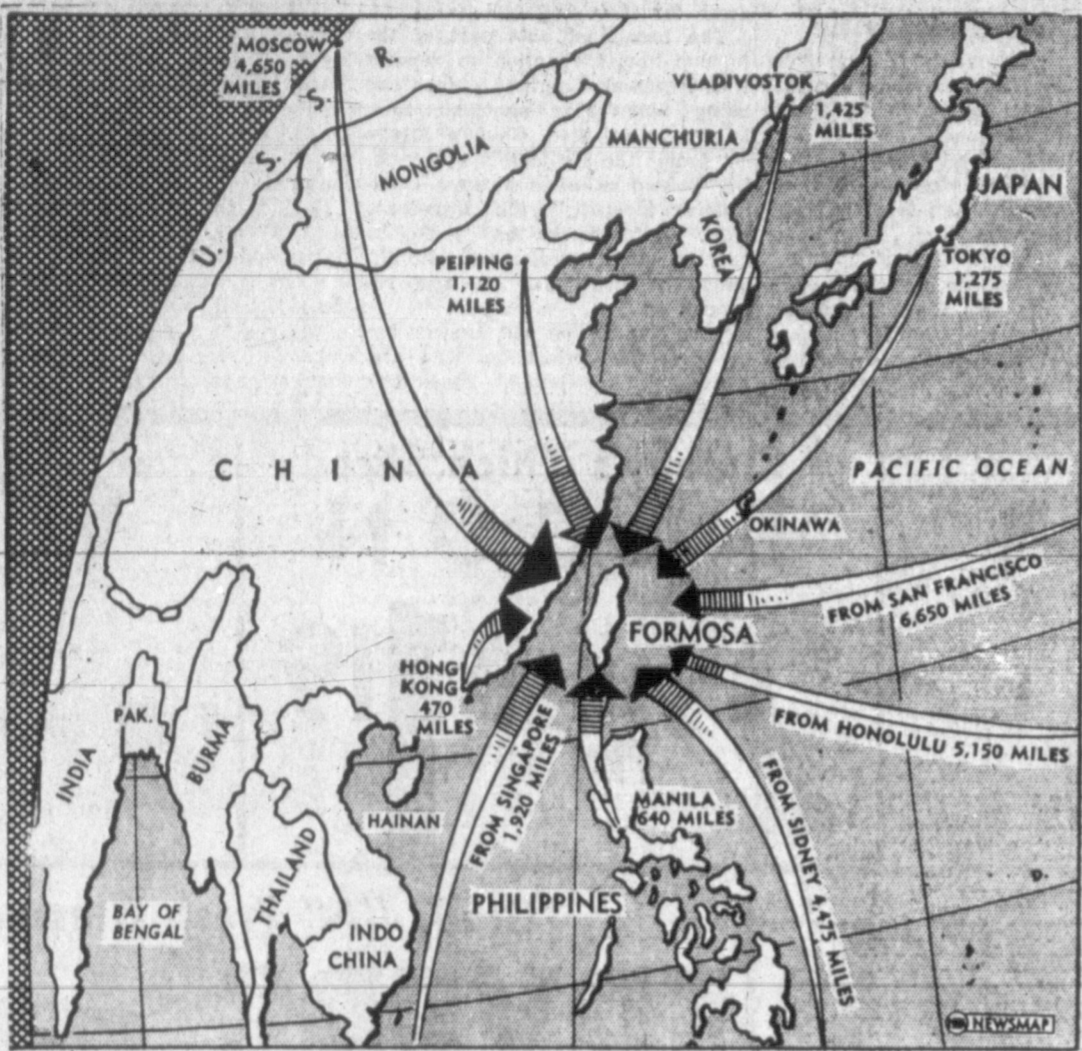 MOSCOW
4,650
MILES
U. S. S. R.
VLADIVOSTOK
1,425
MILES
MONGOLIA
MANCHURIA
JAPAN
KOREA
PEIPING
1,120
MILES
TOKYO
1,275
MILES
CHINA
PACIFIC OCEAN
OKINAWA
FROM SAN FRANCISCO
6,650 MILES
FORMOSA
HONG
KONG
470
MILES
FROM HONOLULU 5,150 MILES
PAK.
INDIA
BURMA
HAINAN
FROM SINGAPORE
1,920 MILES
MANILA
640 MILES
FROM SIDNEY 4,475 MILES
THAILAND
PHILIPPINES
BAY OF
BENGAL
INDO
CHINA
NEWSMAP